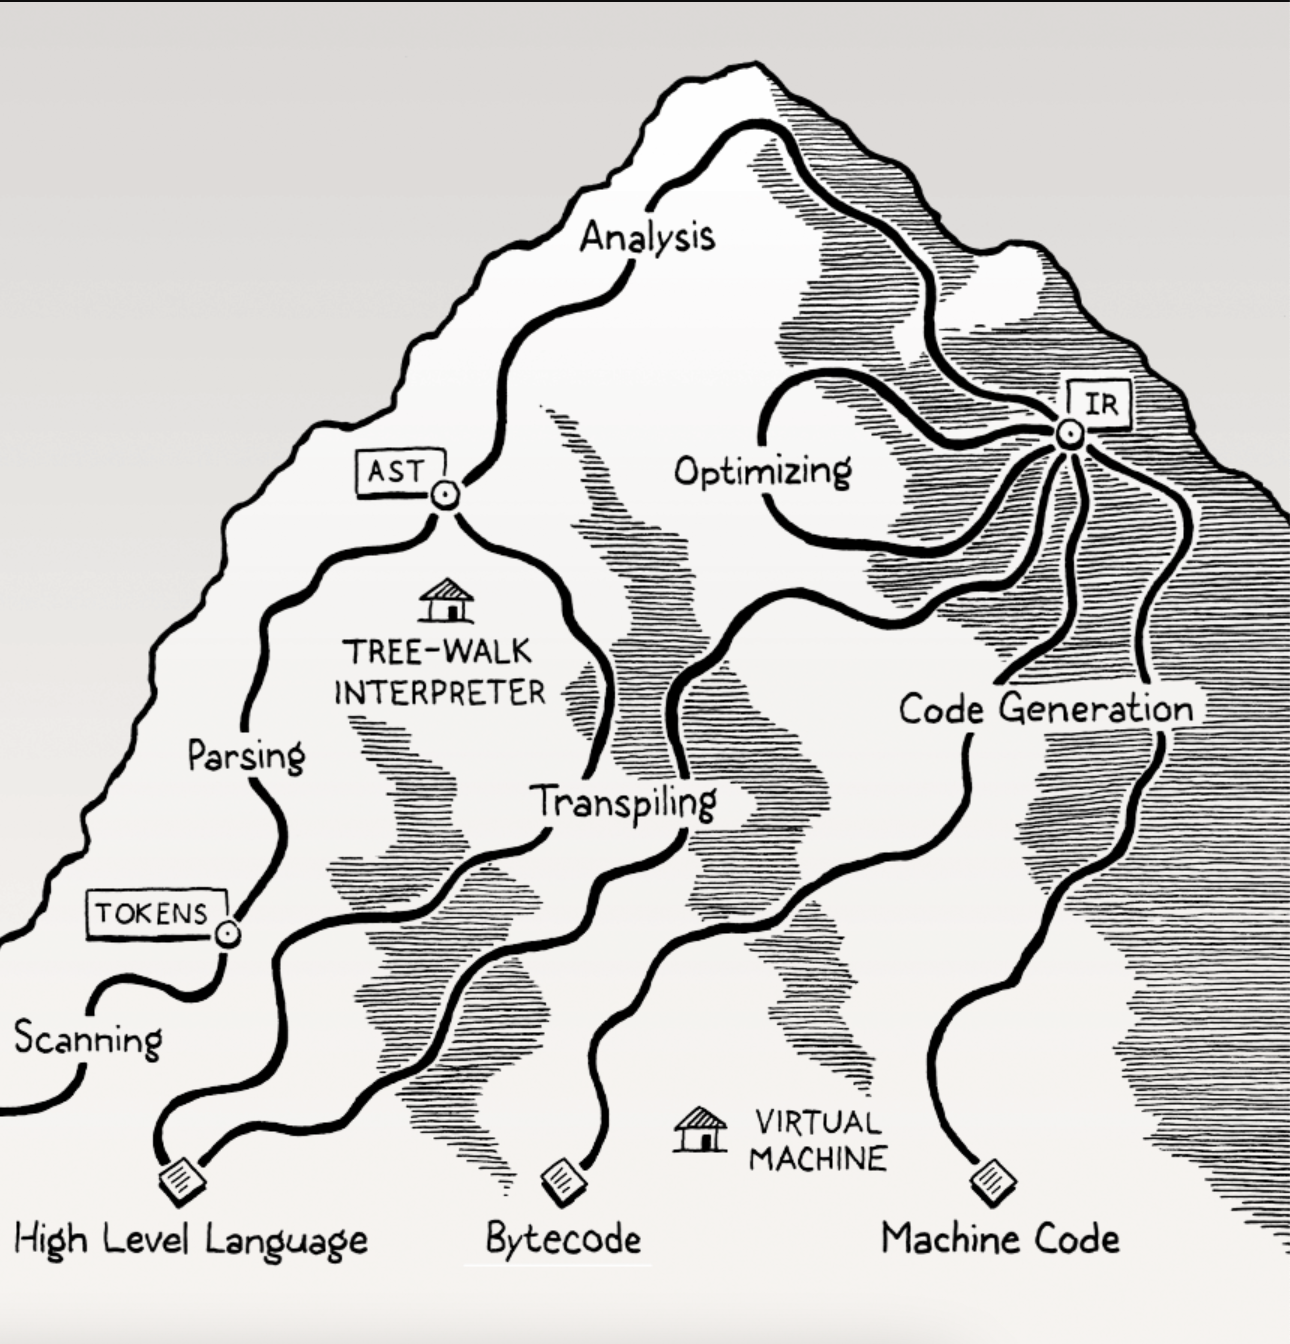 Analysis
IR
AST
Optimizing
TREE-WALK
INTERPRETER
Code Generation
Parsing
Transpiling
TOKENS
Scanning
VIRTUAL
MACHINE
High Level Language
Bytecode
Machine Code